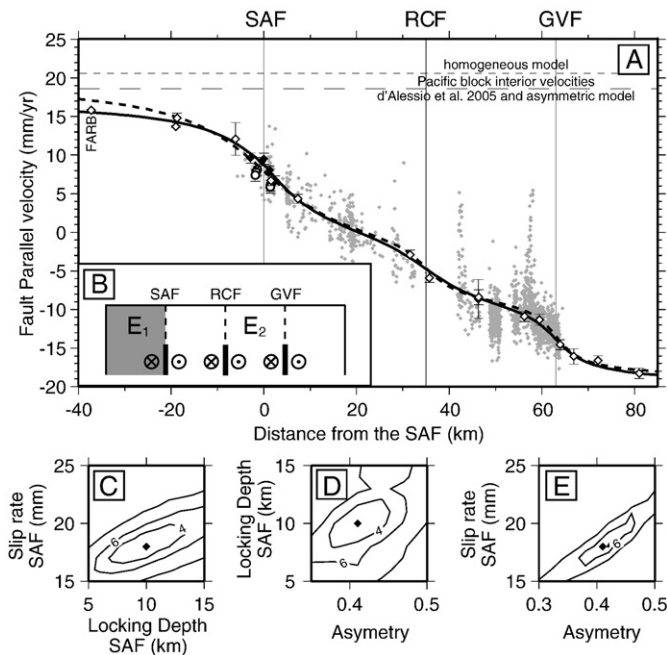 SAF RCF GVF
A
homogeneous model
Pacific block interior velocities
d'Alessio et al. 2005 and asymmetric model
FARB
Fault Parallel velocity (mm/yr)
25
20
15
10
5
0
-5
-10
-15
-20
B
SAF RCF GVF
E1 E2
-40 -20 0 20 40 60 80
Distance from the SAF (km)
C
Slip rate
SAF (mm)
25
20
15
4
6
5 10 15
Locking Depth
SAF (km)
D
Locking Depth
SAF (km)
15
10
5
4
6
0.4 0.5
Asymetry
E
Slip rate
SAF (mm)
25
20
15
4
6
0.3 0.4 0.5
Asymetry